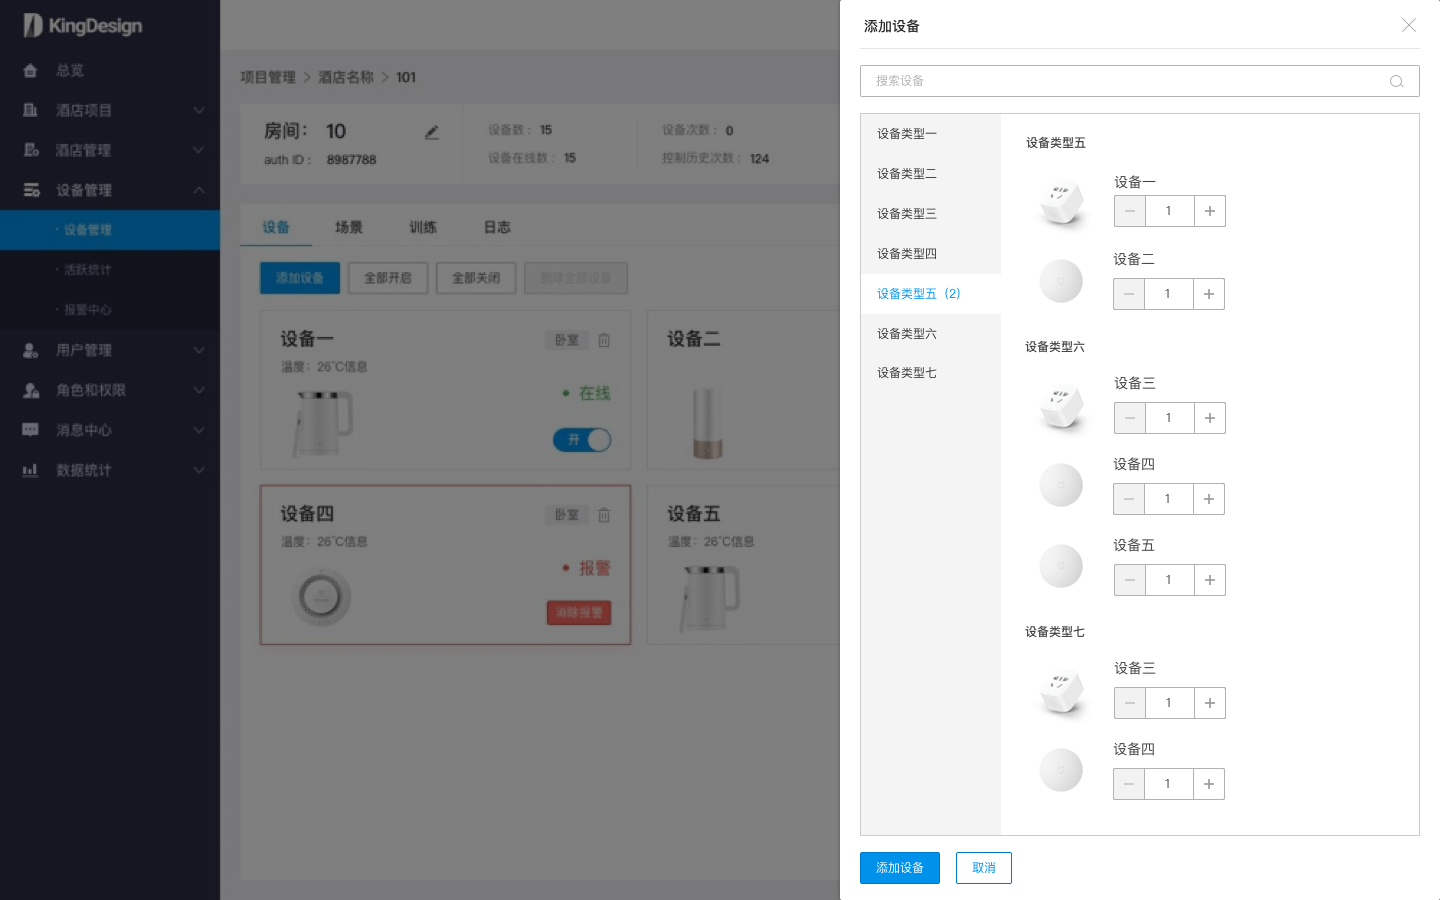 KingDesign
总览
酒店项目
酒店管理
设备管理
· 设备管理
· 活跃统计
· 报警中心
用户管理
角色和权限
消息中心
数据统计
项目管理 > 酒店名称 > 101
房间： 10
auth ID： 8987788
设备数： 15
设备在线数： 15
设备次数： 0
控制历史次数： 124
设备 场景 训练 日志
添加设备 全部开启 全部关闭 删除全部设备
设备一 卧室
温度：26°C信息
在线
开
设备二
设备四 卧室
温度：26°C信息
报警
消除报警
设备五
温度：26°C信息
添加设备
搜索设备
设备类型一
设备类型二
设备类型三
设备类型四
设备类型五（2）
设备类型六
设备类型七
设备类型五
设备一
1
设备二
1
设备类型六
设备三
1
设备四
1
设备五
1
设备类型七
设备三
1
设备四
1
添加设备 取消